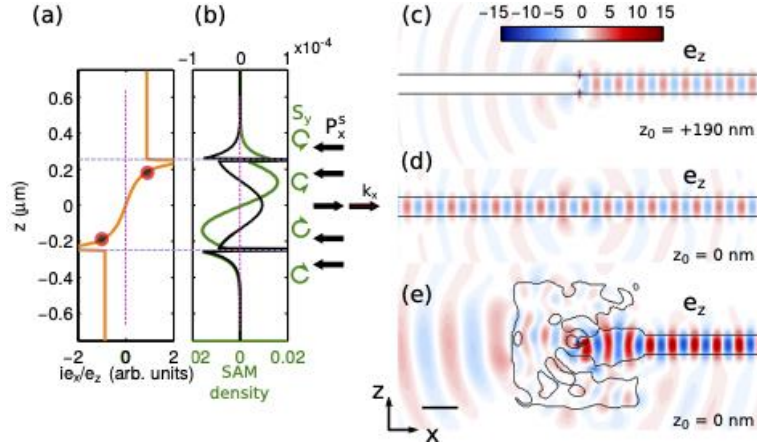 (a)
(b)
(c)
-1 0 1
x10⁻⁴
-15 -10 -5 0 5 10 15
e_z
z₀ = +190 nm
0.6
0.4
0.2
0
-0.2
-0.4
-0.6
z (μm)
S_y
P_x^s
k_x
(d)
e_z
z₀ = 0 nm
(e)
e_z
z₀ = 0 nm
-2 0 2
ie_x/e_z (arb. units)
02 0 0.02
SAM
density
z
x